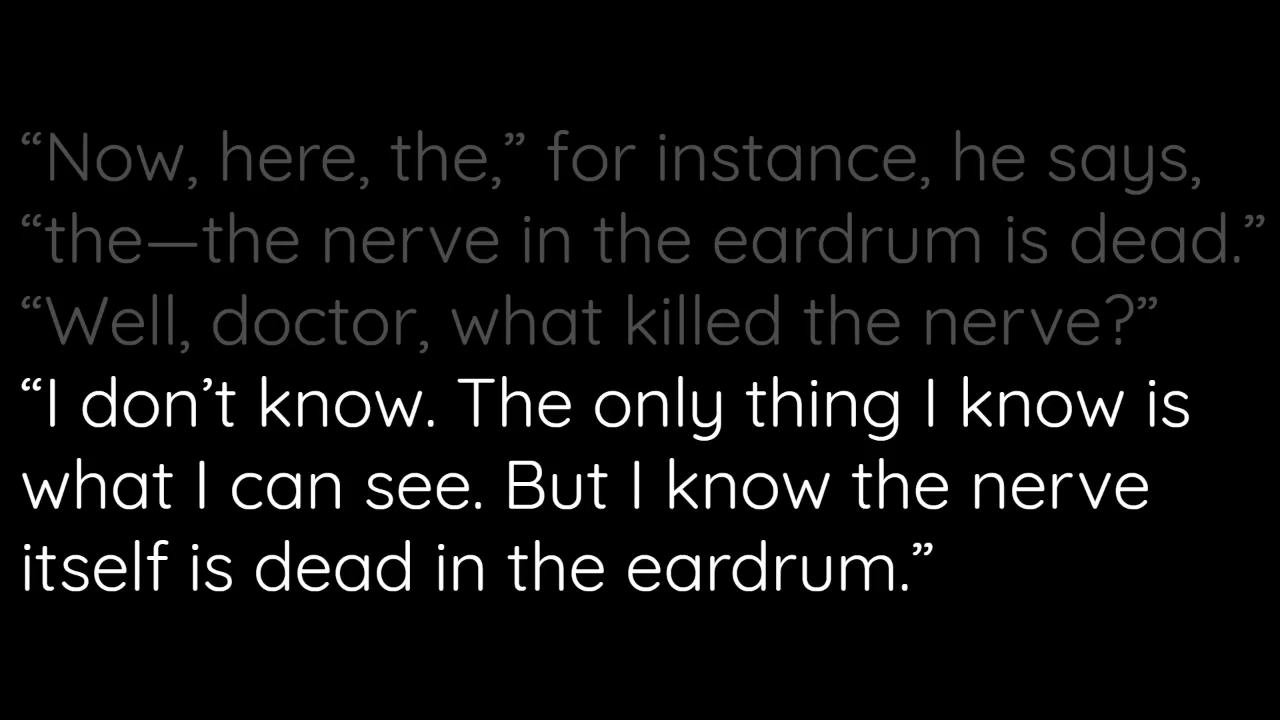 “Now, here, the,” for instance, he says,
“the—the nerve in the eardrum is dead.”
“Well, doctor, what killed the nerve?”
“I don’t know. The only thing I know is
what I can see. But I know the nerve
itself is dead in the eardrum.”